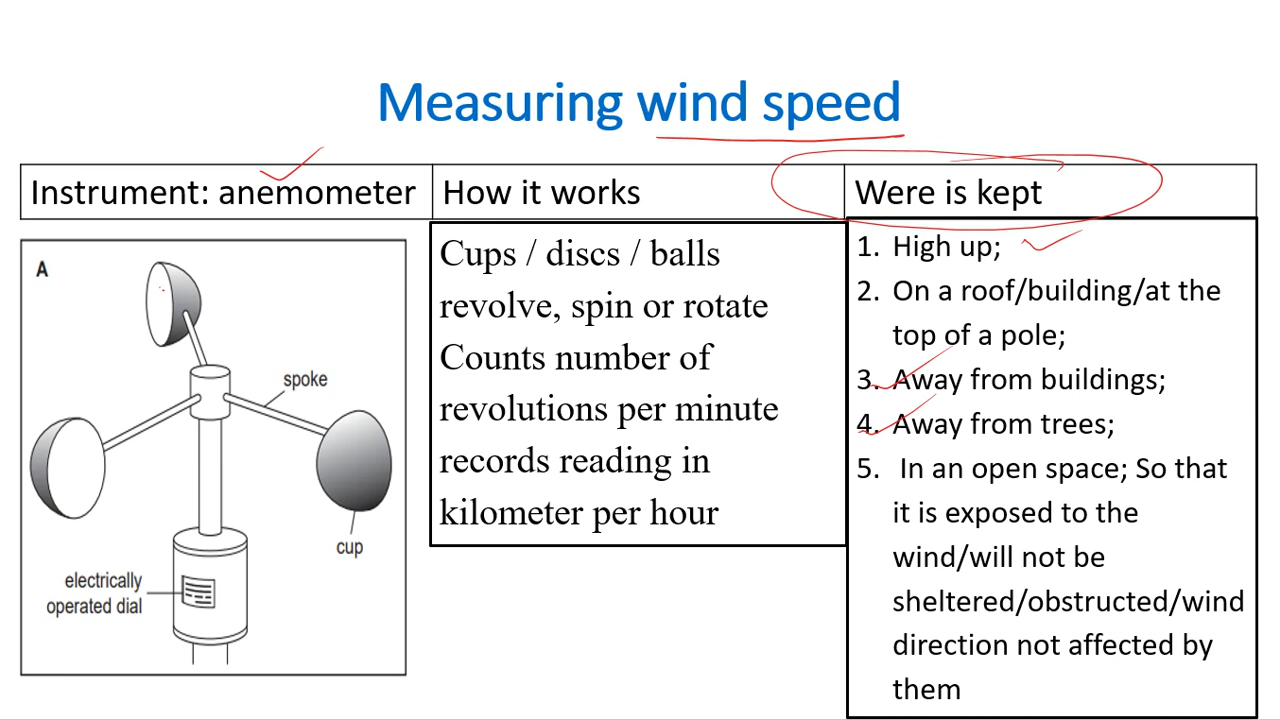 Measuring wind speed
Instrument: anemometer
How it works
Were is kept
A
spoke
cup
electrically
operated dial
Cups / discs / balls
revolve, spin or rotate
Counts number of
revolutions per minute
records reading in
kilometer per hour
1. High up;
2. On a roof/building/at the
top of a pole;
3. Away from buildings;
4. Away from trees;
5. In an open space; So that
it is exposed to the
wind/will not be
sheltered/obstructed/wind
direction not affected by
them